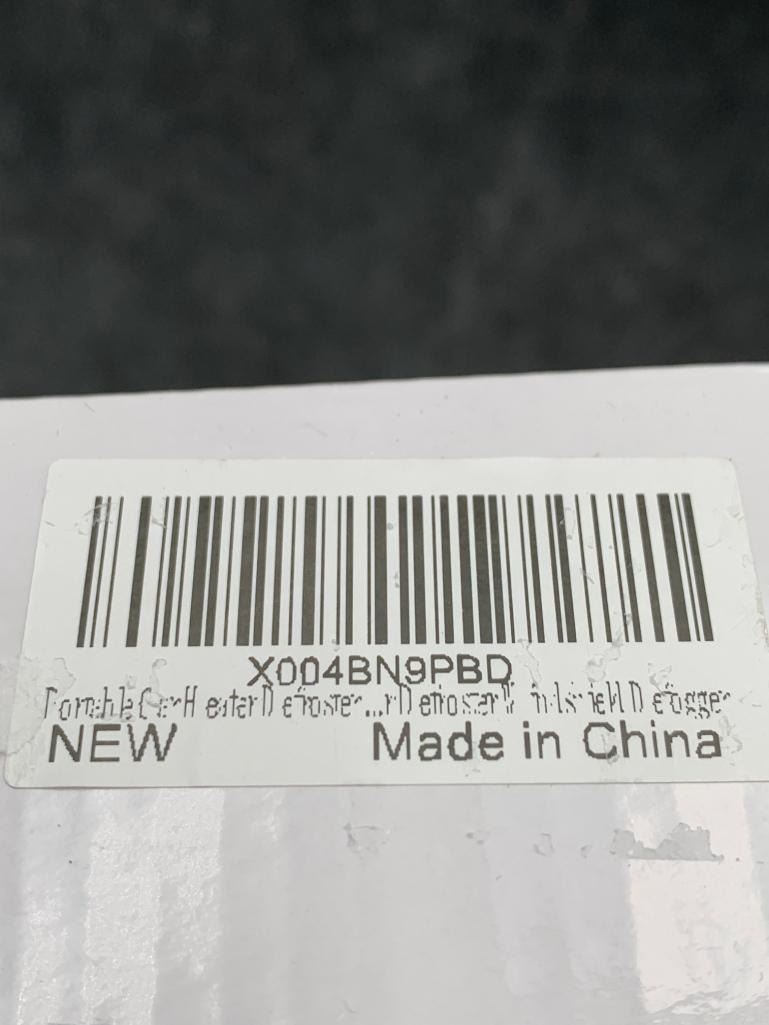 X004BN9PBD
Portable Car Heater Defroster ...r Defroster Windshield Defogger
NEW
Made in China